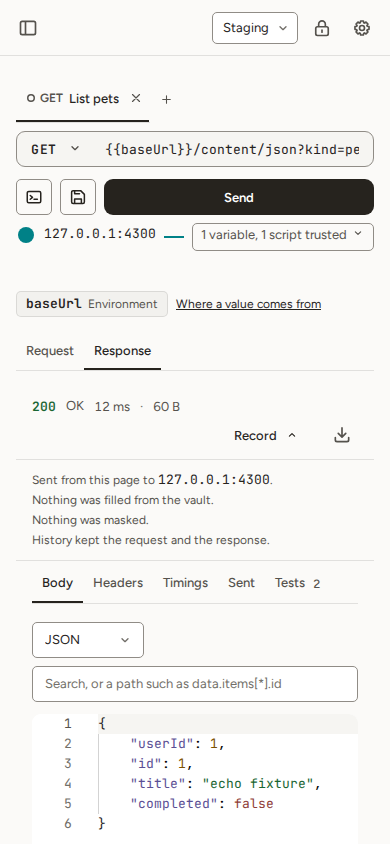 Staging
GET List pets
GET {{baseUrl}}/content/json?kind=pe
Send
127.0.0.1:4300 1 variable, 1 script trusted
baseUrl Environment Where a value comes from
Request Response
200 OK 12 ms · 60 B
Record
Sent from this page to 127.0.0.1:4300.
Nothing was filled from the vault.
Nothing was masked.
History kept the request and the response.
Body Headers Timings Sent Tests 2
JSON
Search, or a path such as data.items[*].id
1 {
2 "userId": 1,
3 "id": 1,
4 "title": "echo fixture",
5 "completed": false
6 }